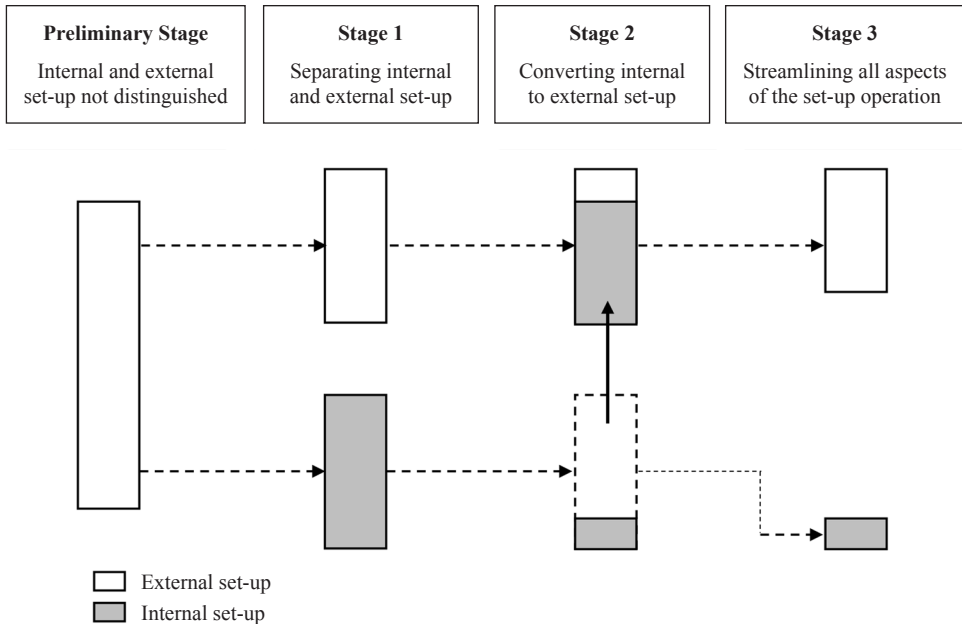 Preliminary Stage
Internal and external
set-up not distinguished
Stage 1
Separating internal
and external set-up
Stage 2
Converting internal
to external set-up
Stage 3
Streamlining all aspects
of the set-up operation
External set-up
Internal set-up